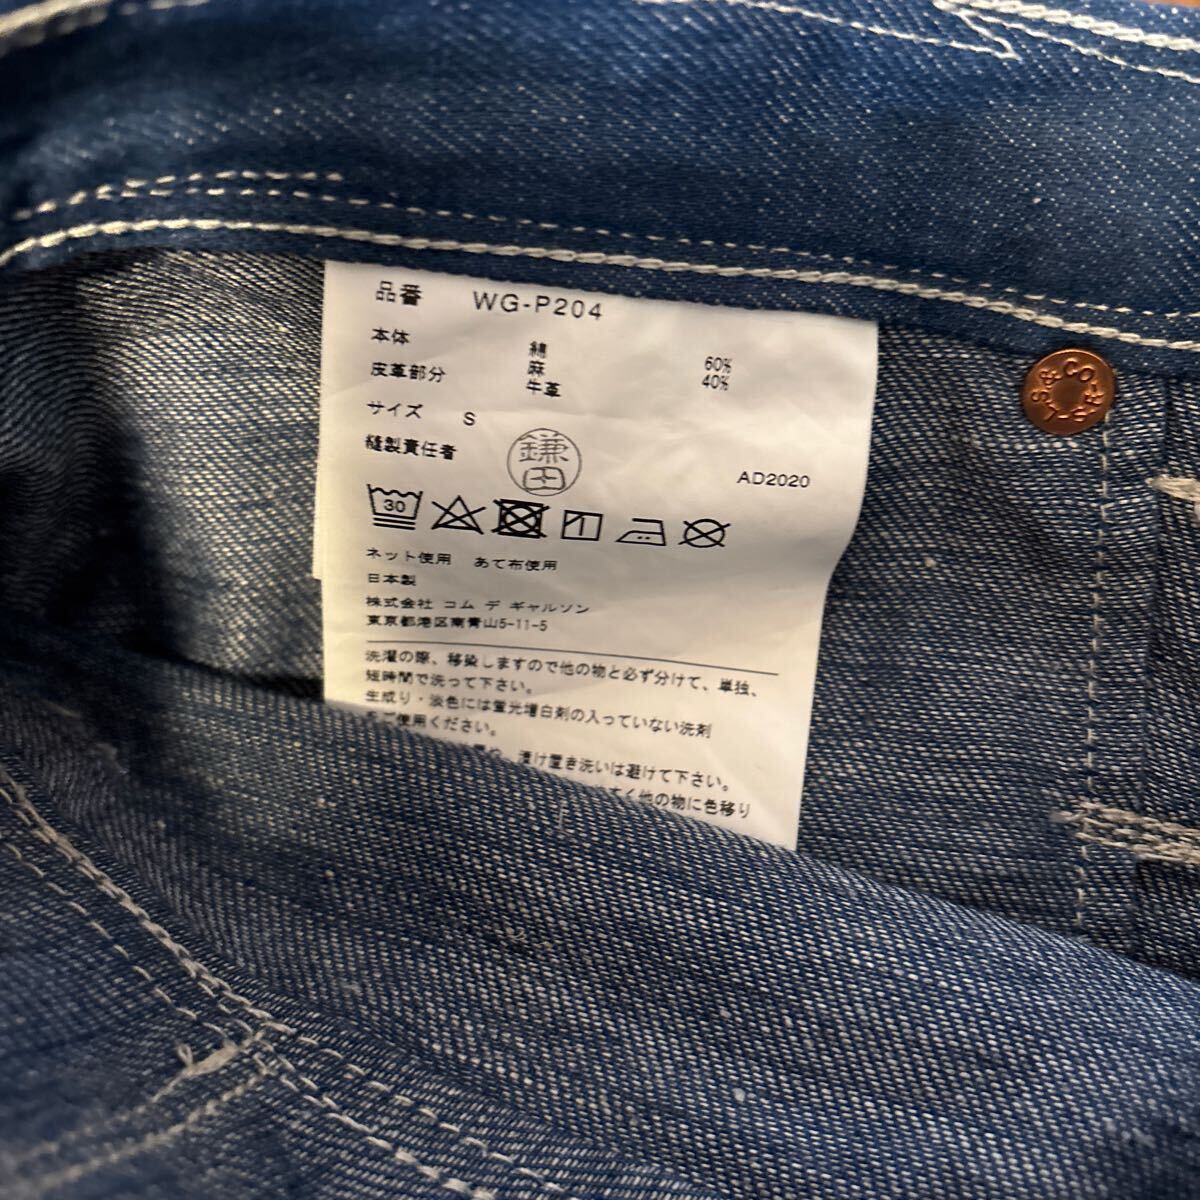 品番 WG-P204
本体 綿 60%
麻 40%
皮革部分 牛革
サイズ S
縫製責任者 鎌田
AD2020
30
ネット使用 あて布使用
日本製
株式会社 コム デ ギャルソン
東京都港区南青山5-11-5
洗濯の際、移染しますので他の物と必ず分けて、単独、
短時間で洗って下さい。
生成り・淡色には蛍光増白剤の入っていない洗剤
をご使用ください。
漬け置き洗いは避けて下さい。
すく他の物に色移り
L.S.&CO-S.F.